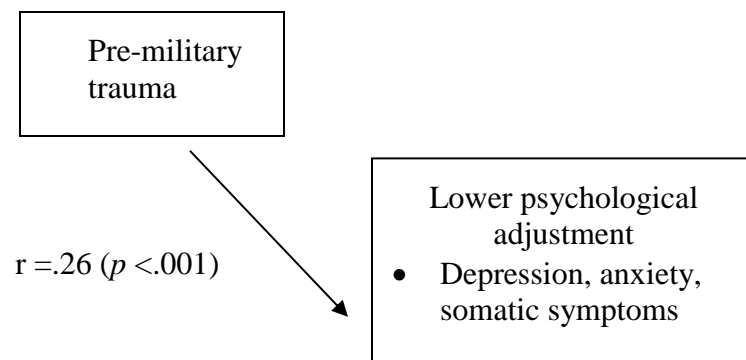 Pre-military
trauma
r =.26 (p <.001)
Lower psychological
adjustment
• Depression, anxiety,
somatic symptoms